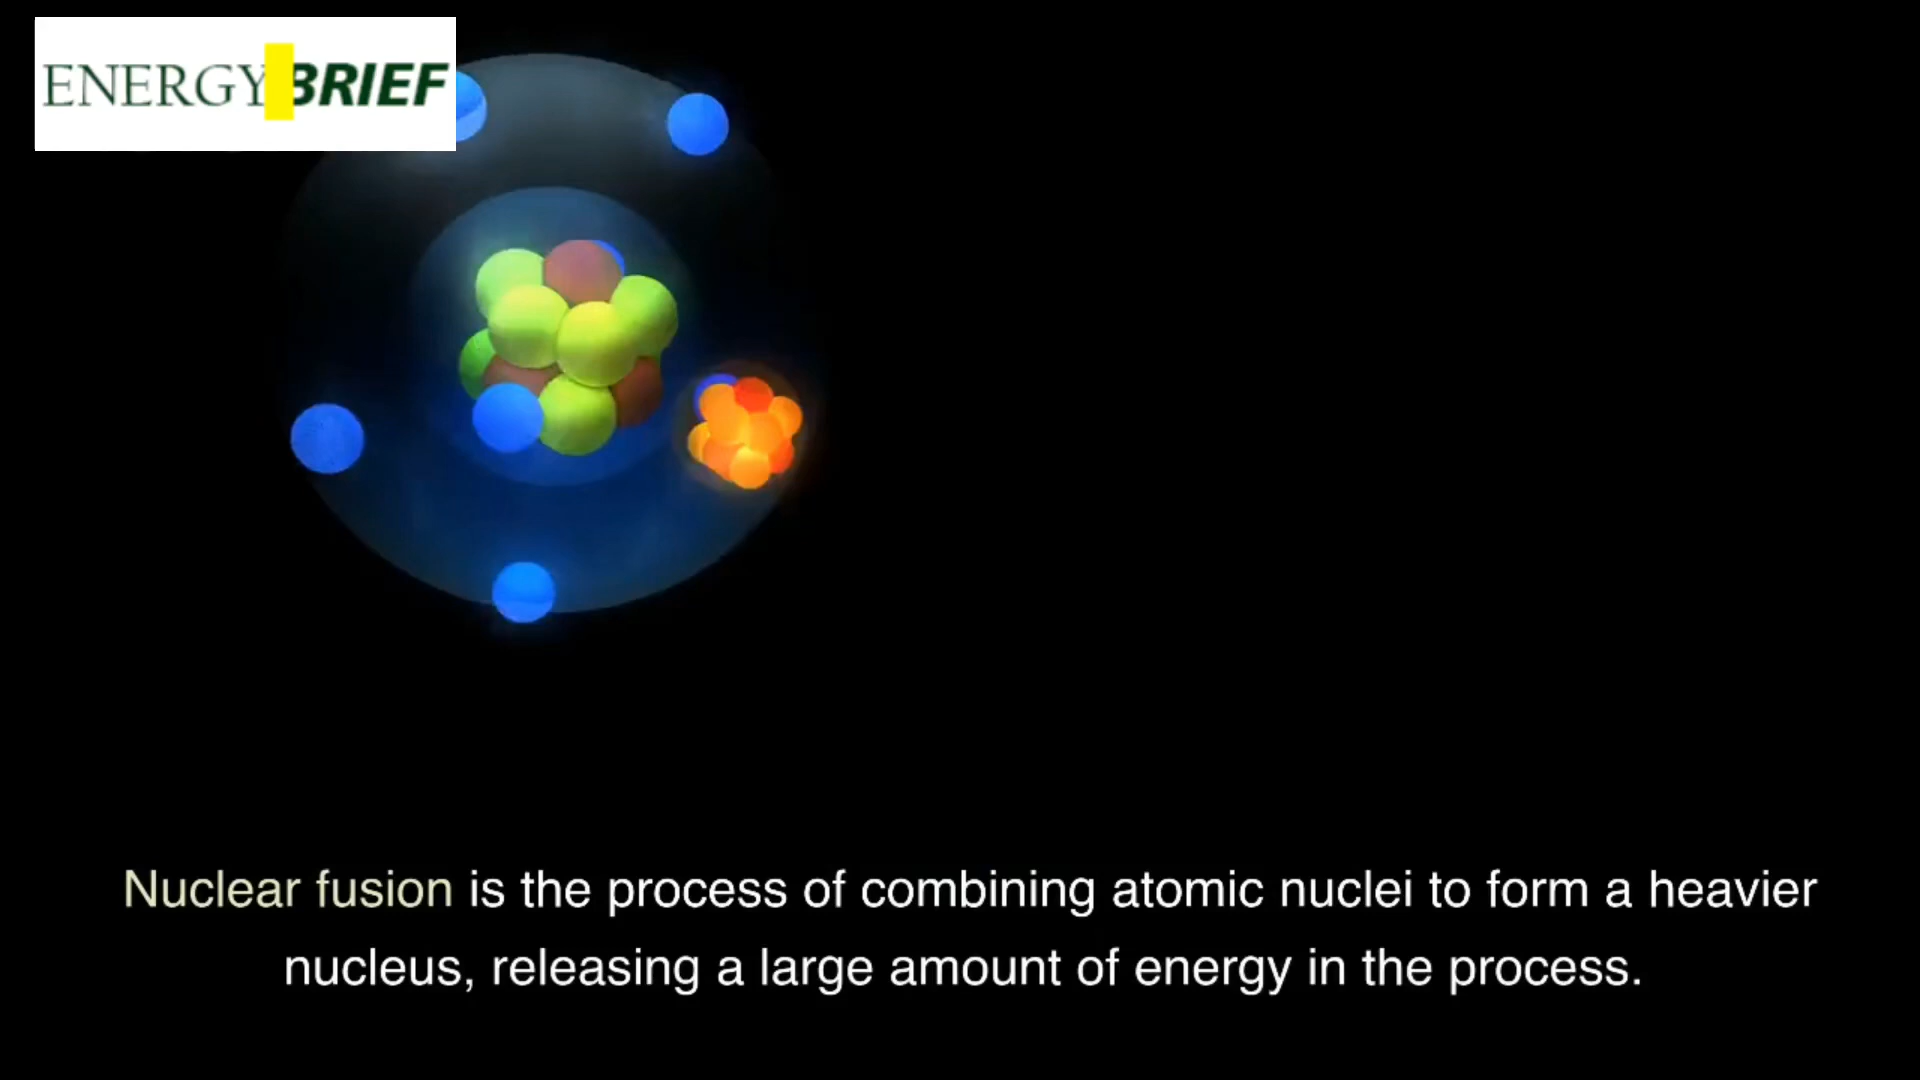 ENERGY BRIEF
Nuclear fusion is the process of combining atomic nuclei to form a heavier
nucleus, releasing a large amount of energy in the process.